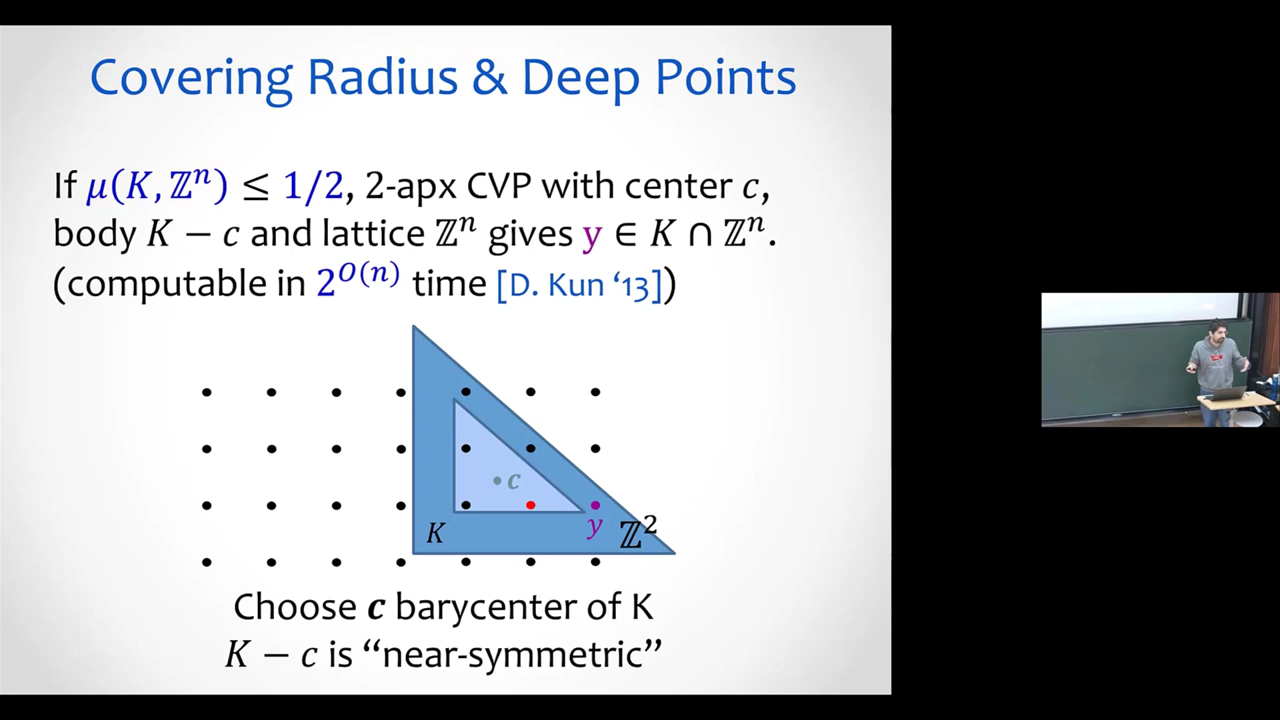 Covering Radius & Deep Points
If μ(K, ℤⁿ) ≤ 1/2, 2-apx CVP with center c,
body K − c and lattice ℤⁿ gives y ∈ K ∩ ℤⁿ.
(computable in 2^{O(n)} time [D. Kun ‘13])
c
K
y
ℤ²
Choose c barycenter of K
K − c is “near-symmetric”